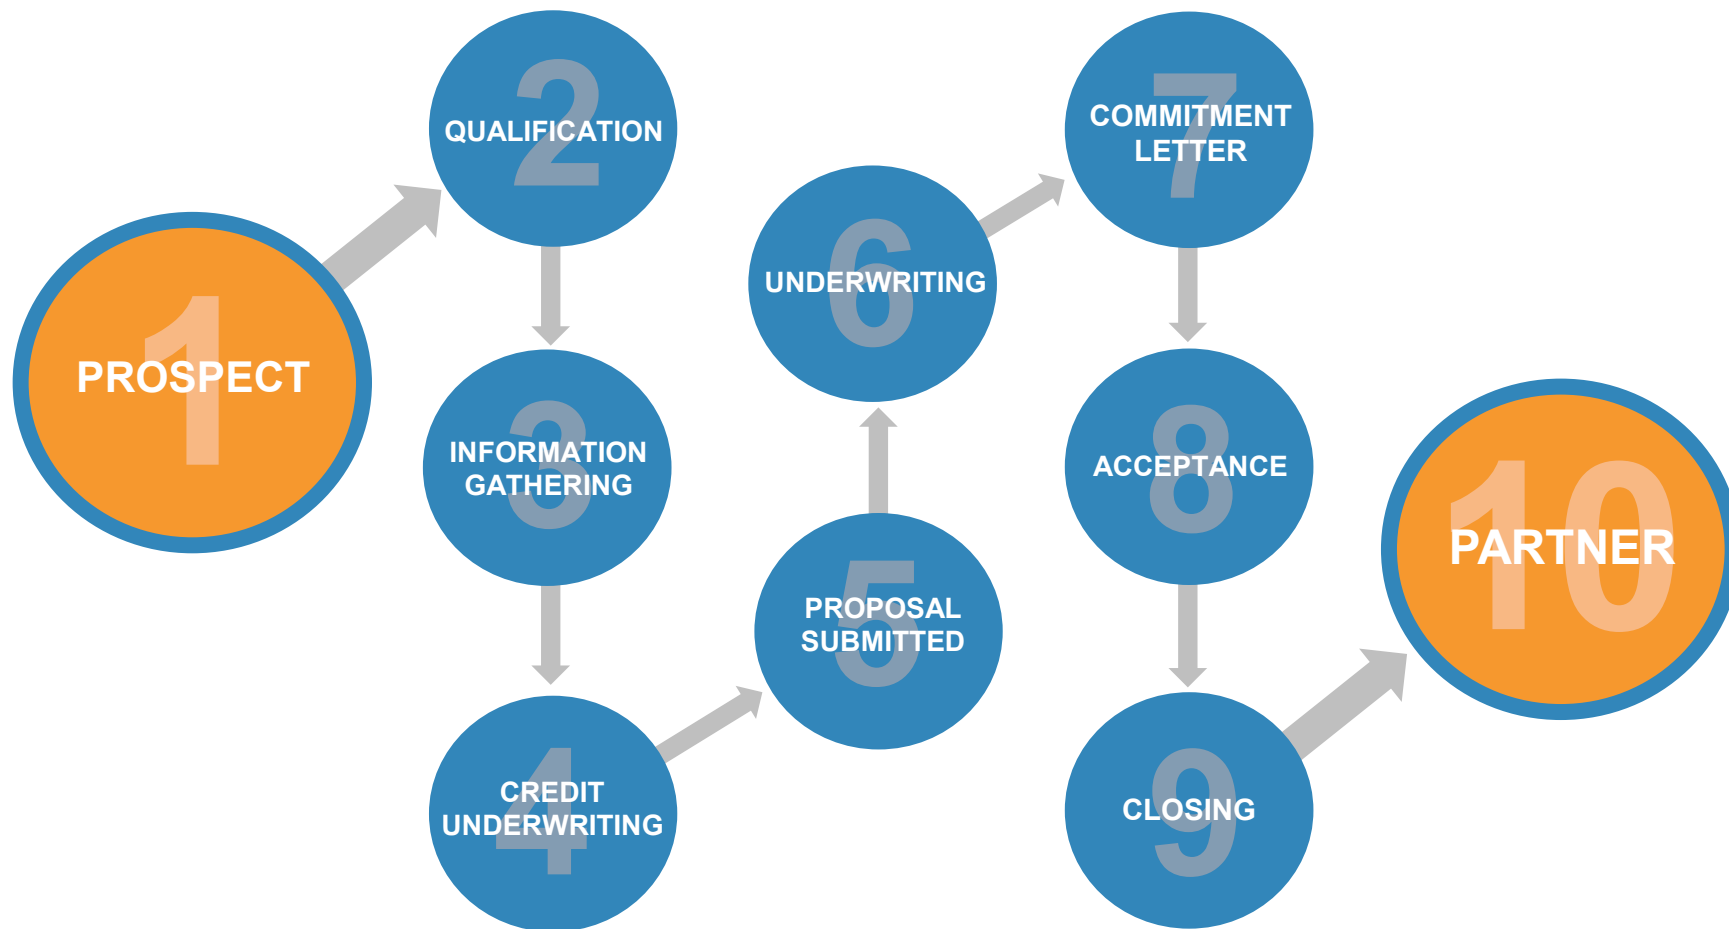 1
PROSPECT
2
QUALIFICATION
3
INFORMATION
GATHERING
4
CREDIT
UNDERWRITING
5
PROPOSAL
SUBMITTED
6
UNDERWRITING
7
COMMITMENT
LETTER
8
ACCEPTANCE
9
CLOSING
10
PARTNER